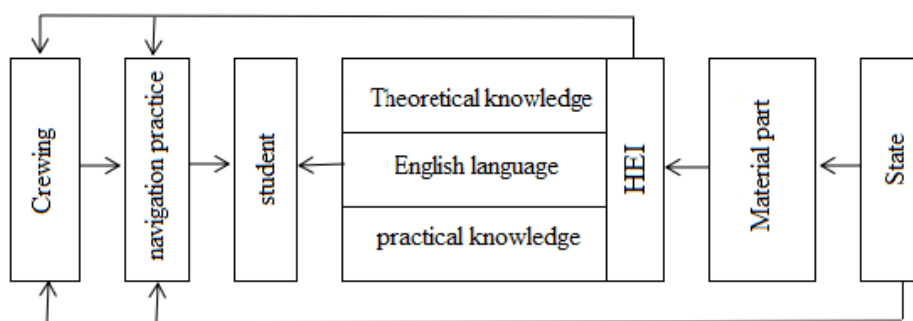 Crewing
navigation practice
student
Theoretical knowledge
English language
practical knowledge
HEI
Material part
State